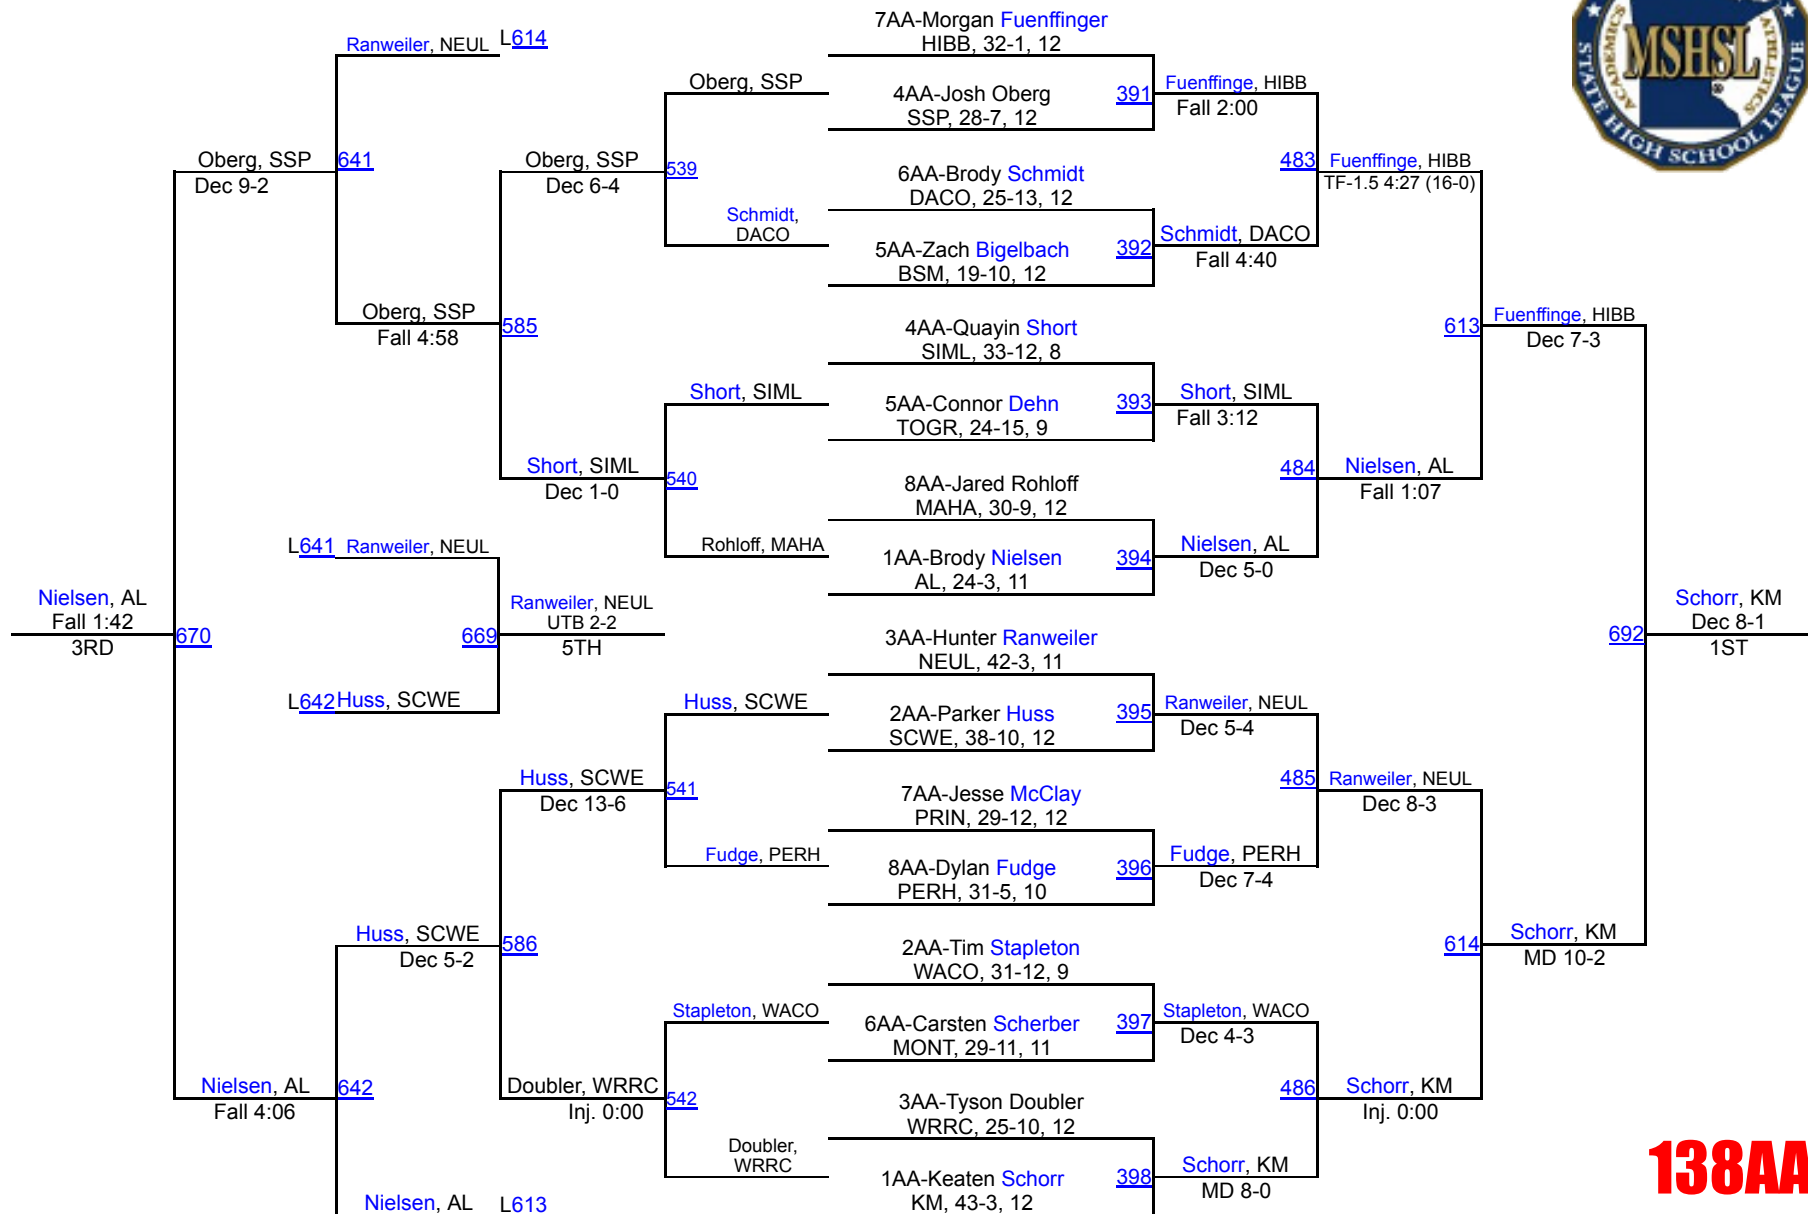 7AA-Morgan Fuenffinger
HIBB, 32-1, 12
Ranweiler, NEUL L614
Oberg, SSP
4AA-Josh Oberg
SSP, 28-7, 12
391
Fuenffinge, HIBB
Fall 2:00
MSHSL
ACADEMICS
ATHLETICS
STATE HIGH SCHOOL LEAGUE
Oberg, SSP
Dec 9-2
641
Oberg, SSP
Dec 6-4
539
6AA-Brody Schmidt
DACO, 25-13, 12
483
Fuenffinge, HIBB
TF-1.5 4:27 (16-0)
Schmidt,
DACO
5AA-Zach Bigelbach
BSM, 19-10, 12
392
Schmidt, DACO
Fall 4:40
Oberg, SSP
Fall 4:58
585
4AA-Quayin Short
SIML, 33-12, 8
613
Fuenffinge, HIBB
Dec 7-3
Short, SIML
5AA-Connor Dehn
TOGR, 24-15, 9
393
Short, SIML
Fall 3:12
Short, SIML
Dec 1-0
540
8AA-Jared Rohloff
MAHA, 30-9, 12
484
Nielsen, AL
Fall 1:07
L641 Ranweiler, NEUL
Rohloff, MAHA
1AA-Brody Nielsen
AL, 24-3, 11
394
Nielsen, AL
Dec 5-0
Nielsen, AL
Fall 1:42
3RD
670
669
Ranweiler, NEUL
UTB 2-2
5TH
3AA-Hunter Ranweiler
NEUL, 42-3, 11
692
Schorr, KM
Dec 8-1
1ST
L642 Huss, SCWE
Huss, SCWE
2AA-Parker Huss
SCWE, 38-10, 12
395
Ranweiler, NEUL
Dec 5-4
Huss, SCWE
Dec 13-6
541
7AA-Jesse McClay
PRIN, 29-12, 12
485
Ranweiler, NEUL
Dec 8-3
Fudge, PERH
8AA-Dylan Fudge
PERH, 31-5, 10
396
Fudge, PERH
Dec 7-4
Huss, SCWE
Dec 5-2
586
2AA-Tim Stapleton
WACO, 31-12, 9
614
Schorr, KM
MD 10-2
Stapleton, WACO
6AA-Carsten Scherber
MONT, 29-11, 11
397
Stapleton, WACO
Dec 4-3
Nielsen, AL
Fall 4:06
642
Doubler, WRRC
Inj. 0:00
542
3AA-Tyson Doubler
WRRC, 25-10, 12
486
Schorr, KM
Inj. 0:00
Doubler,
WRRC
1AA-Keaten Schorr
KM, 43-3, 12
398
Schorr, KM
MD 8-0
Nielsen, AL L613
138AA